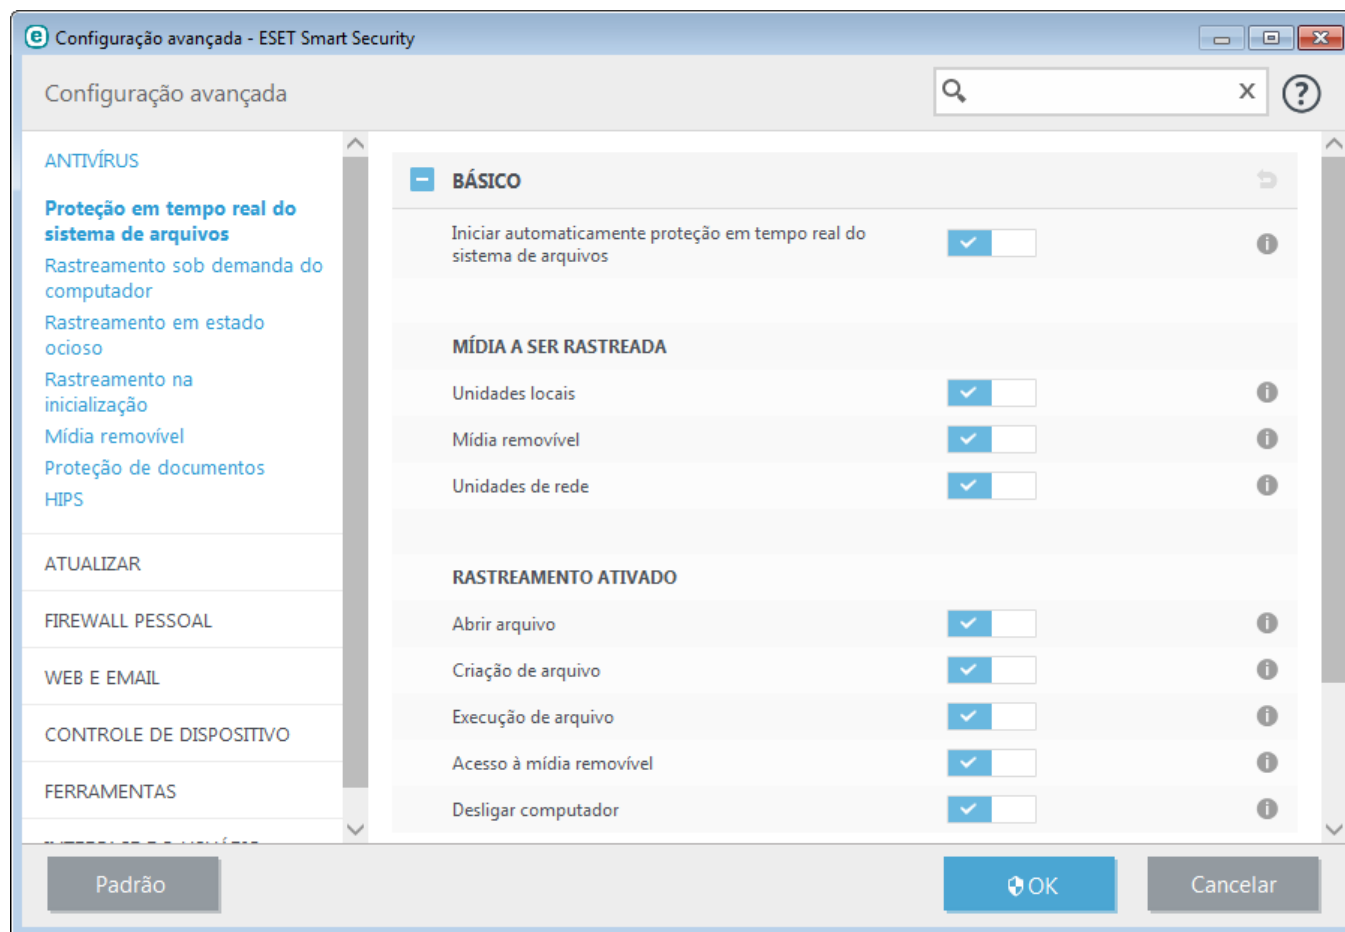 Configuração avançada - ESET Smart Security
Configuração avançada
ANTIVÍRUS
Proteção em tempo real do
sistema de arquivos
Rastreamento sob demanda do
computador
Rastreamento em estado
ocioso
Rastreamento na
inicialização
Mídia removível
Proteção de documentos
HIPS
ATUALIZAR
FIREWALL PESSOAL
WEB E EMAIL
CONTROLE DE DISPOSITIVO
FERRAMENTAS
BÁSICO
Iniciar automaticamente proteção em tempo real do
sistema de arquivos
MÍDIA A SER RASTREADA
Unidades locais
Mídia removível
Unidades de rede
RASTREAMENTO ATIVADO
Abrir arquivo
Criação de arquivo
Execução de arquivo
Acesso à mídia removível
Desligar computador
Padrão
OK
Cancelar